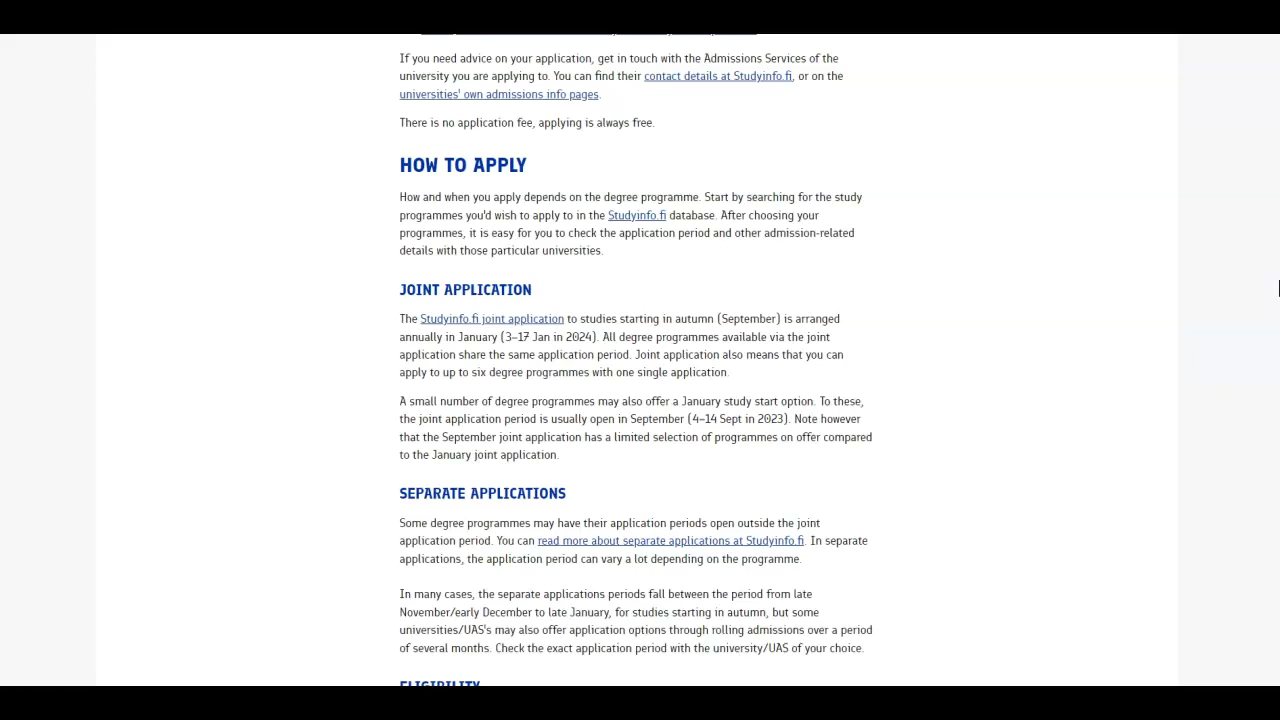 If you need advice on your application, get in touch with the Admissions Services of the
university you are applying to. You can find their contact details at Studyinfo.fi, or on the
universities' own admissions info pages.
There is no application fee, applying is always free.
HOW TO APPLY
How and when you apply depends on the degree programme. Start by searching for the study
programmes you'd wish to apply to in the Studyinfo.fi database. After choosing your
programmes, it is easy for you to check the application period and other admission-related
details with those particular universities.
JOINT APPLICATION
The Studyinfo.fi joint application to studies starting in autumn (September) is arranged
annually in January (3–17 Jan in 2024). All degree programmes available via the joint
application share the same application period. Joint application also means that you can
apply to up to six degree programmes with one single application.
A small number of degree programmes may also offer a January study start option. To these,
the joint application period is usually open in September (4–14 Sept in 2023). Note however
that the September joint application has a limited selection of programmes on offer compared
to the January joint application.
SEPARATE APPLICATIONS
Some degree programmes may have their application periods open outside the joint
application period. You can read more about separate applications at Studyinfo.fi. In separate
applications, the application period can vary a lot depending on the programme.
In many cases, the separate applications periods fall between the period from late
November/early December to late January, for studies starting in autumn, but some
universities/UAS's may also offer application options through rolling admissions over a period
of several months. Check the exact application period with the university/UAS of your choice.
ELIGIBILITY